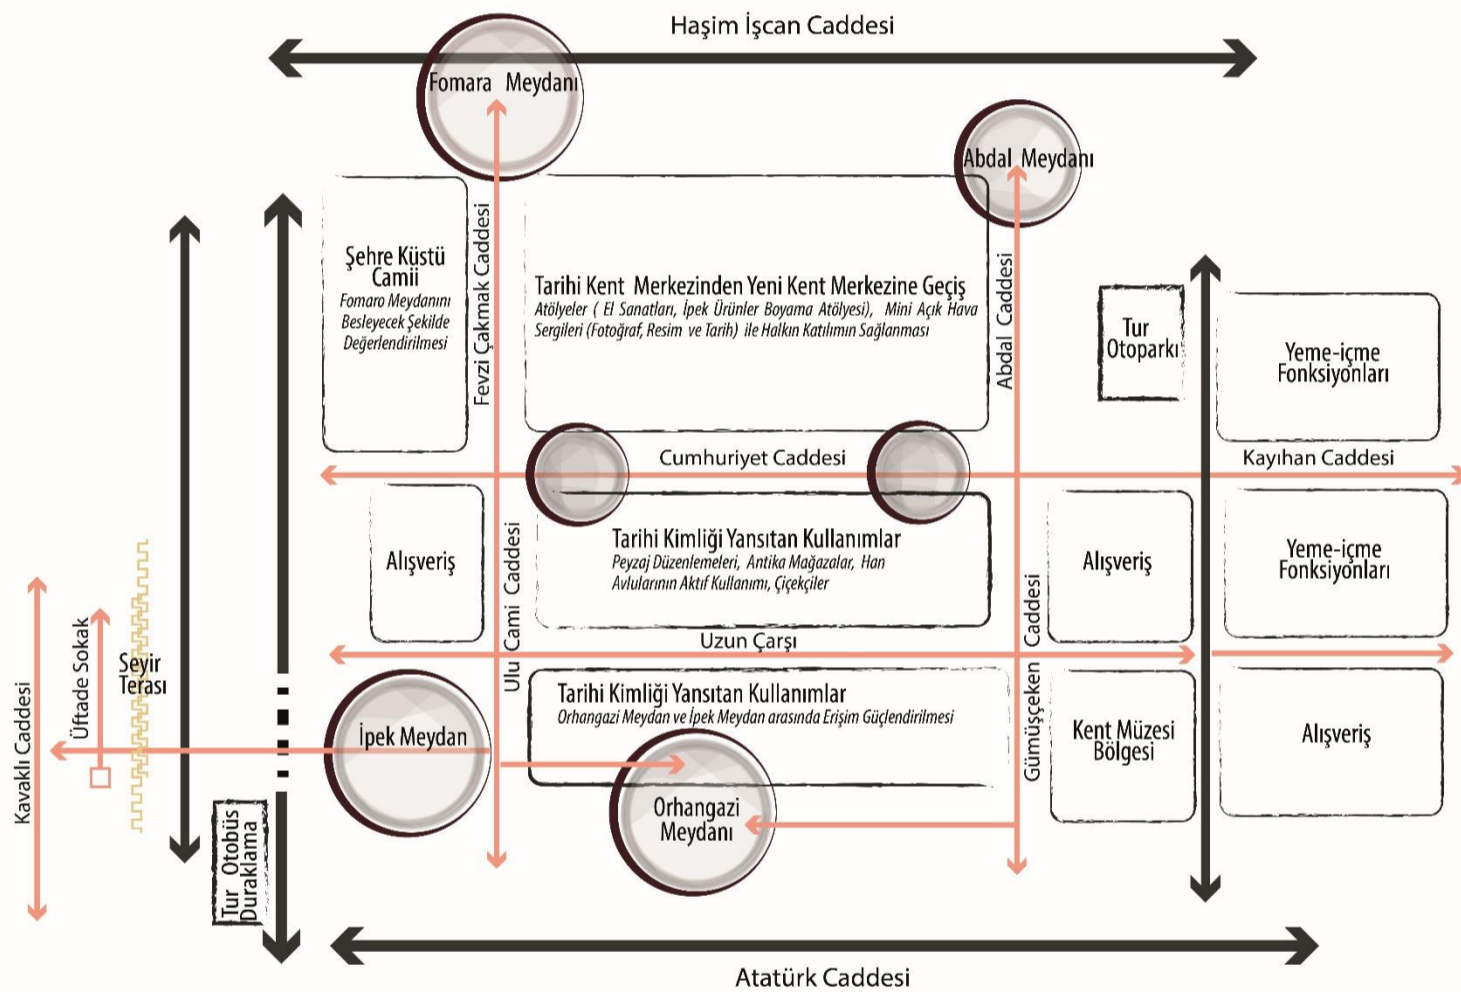 Haşim İşcan Caddesi
Fomara Meydanı
Abdal Meydanı
Şehre Küstü
Camii
Fomaro Meydanını
Besleyecek Şekilde
Değerlendirilmesi
Fevzi Çakmak Caddesi
Tarihi Kent Merkezinden Yeni Kent Merkezine Geçiş
Atölyeler ( El Sanatları, İpek Ürünler Boyama Atölyesi), Mini Açık Hava
Sergileri (Fotoğraf, Resim ve Tarih) ile Halkın Katılımın Sağlanması
Abdal Caddesi
Tur
Otoparkı
Yeme-içme
Fonksiyonları
Cumhuriyet Caddesi
Kayıhan Caddesi
Alışveriş
Ulu Cami Caddesi
Tarihi Kimliği Yansıtan Kullanımlar
Peyzaj Düzenlemeleri, Antika Mağazalar, Han
Avlularının Aktıf Kullanımı, Çiçekçiler
Gümüşçeken Caddesi
Alışveriş
Yeme-içme
Fonksiyonları
Uzun Çarşı
Kavaklı Caddesi
Üftade Sokak
Seyir
Terası
İpek Meydan
Tarihi Kimliği Yansıtan Kullanımlar
Orhangazi Meydan ve İpek Meydan arasında Erişim Güçlendirilmesi
Orhangazi
Meydanı
Kent Müzesi
Bölgesi
Alışveriş
Tur Otobüs
Duraklama
Atatürk Caddesi